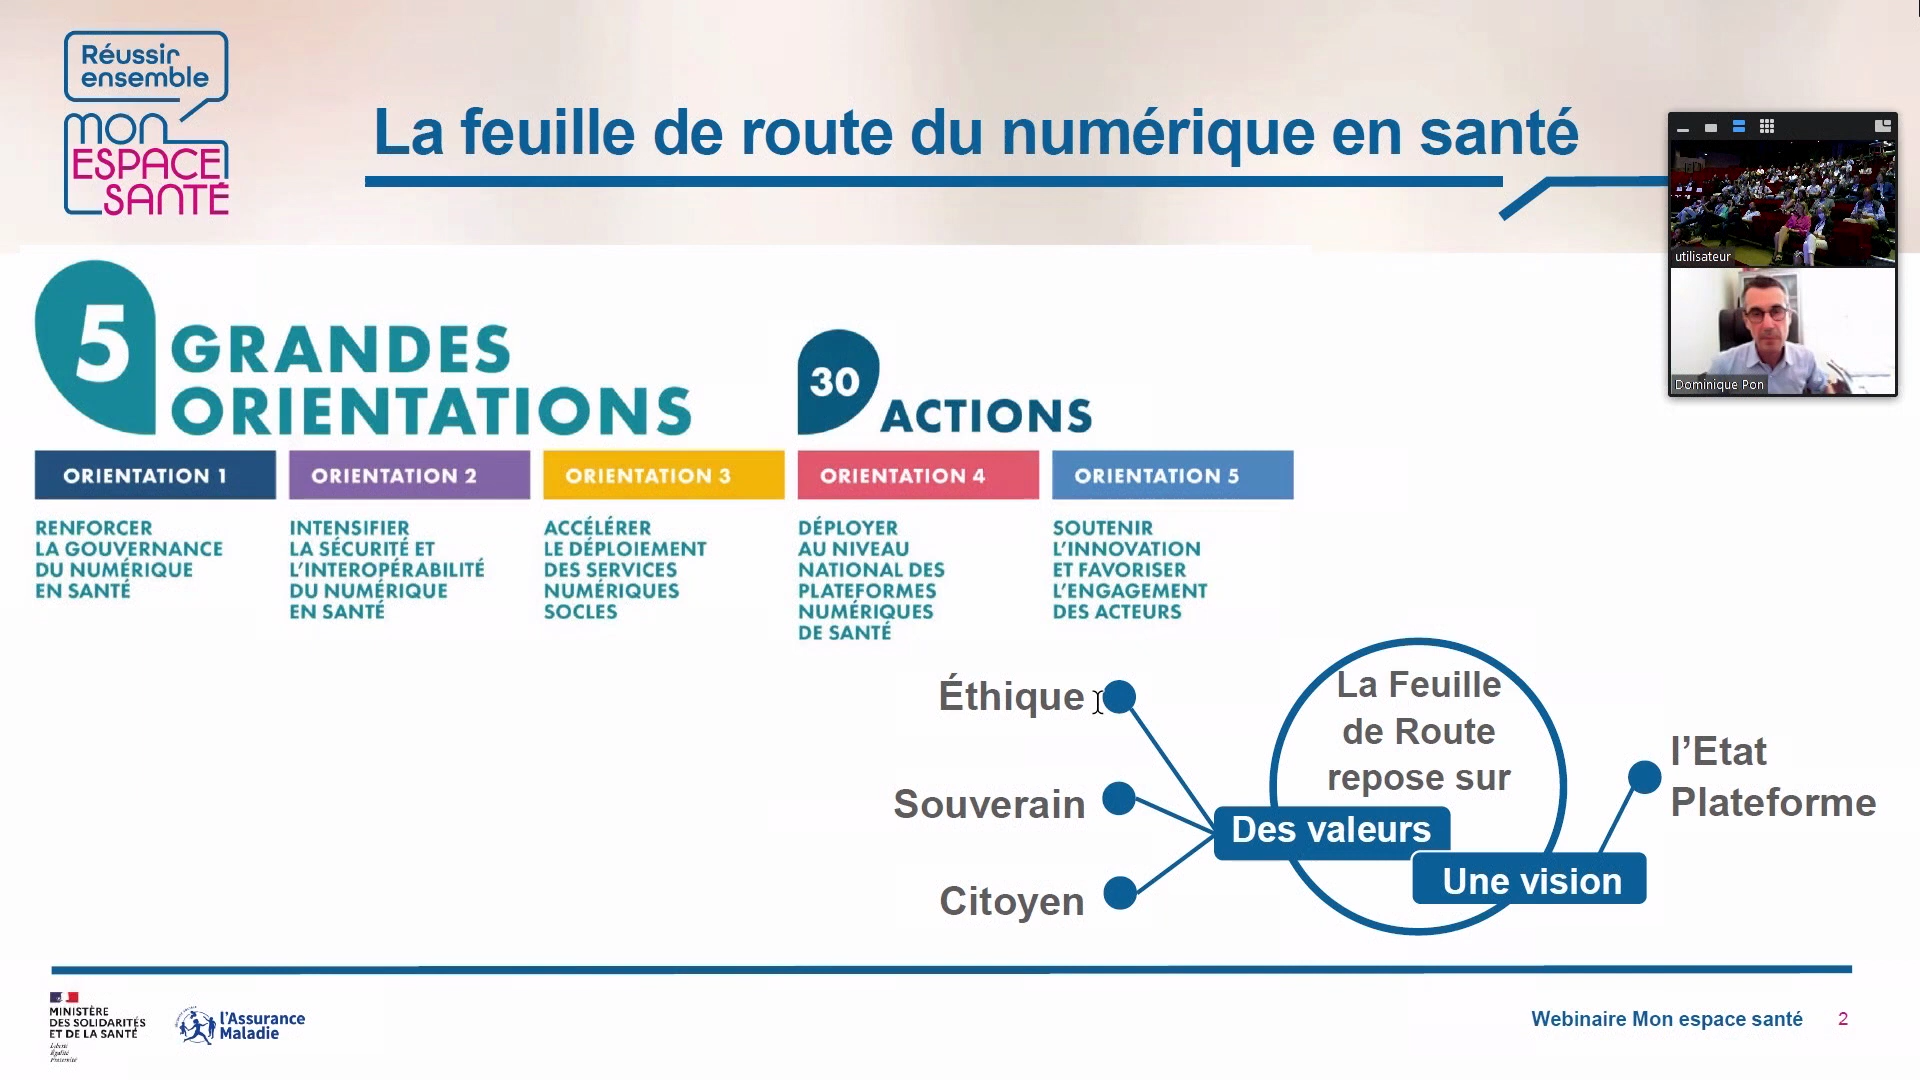 Réussir
ensemble
mon
ESPACE
SANTÉ
La feuille de route du numérique en santé
utilisateur
Dominique Pon
5 GRANDES
ORIENTATIONS
30 ACTIONS
ORIENTATION 1
RENFORCER
LA GOUVERNANCE
DU NUMÉRIQUE
EN SANTÉ
ORIENTATION 2
INTENSIFIER
LA SÉCURITÉ ET
L'INTEROPÉRABILITÉ
DU NUMÉRIQUE
EN SANTÉ
ORIENTATION 3
ACCÉLÉRER
LE DÉPLOIEMENT
DES SERVICES
NUMÉRIQUES
SOCLES
ORIENTATION 4
DÉPLOYER
AU NIVEAU
NATIONAL DES
PLATEFORMES
NUMÉRIQUES
DE SANTÉ
ORIENTATION 5
SOUTENIR
L'INNOVATION
ET FAVORISER
L'ENGAGEMENT
DES ACTEURS
La Feuille
de Route
repose sur
Des valeurs
Éthique
Souverain
Citoyen
Une vision
l'Etat
Plateforme
MINISTÈRE
DES SOLIDARITÉS
ET DE LA SANTÉ
Liberté
Égalité
Fraternité
l'Assurance
Maladie
Webinaire Mon espace santé 2